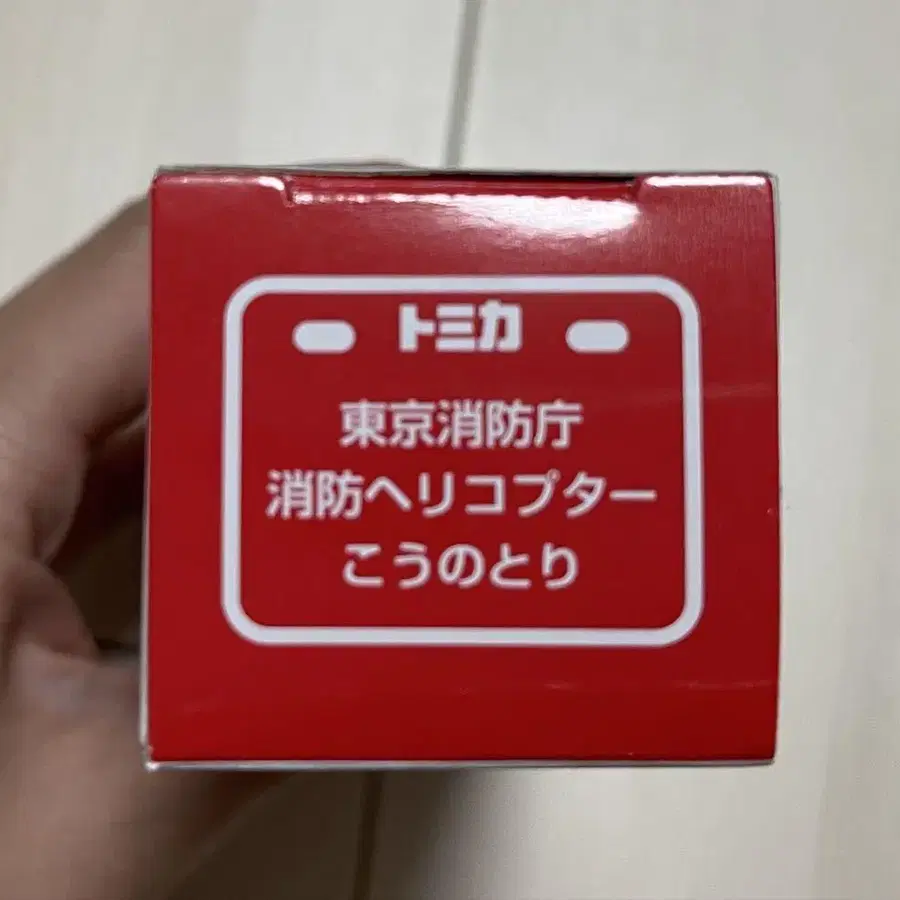 トミカ
東京消防庁
消防ヘリコプター
こうのとり